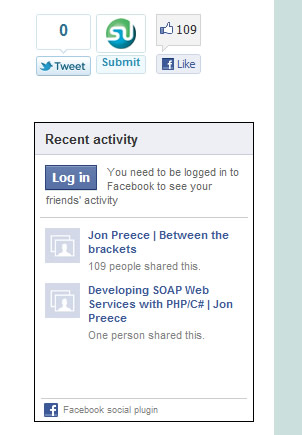 0
109
Tweet
Submit
Like
Recent activity
Log in
You need to be logged in to
Facebook to see your
friends' activity
Jon Preece | Between the
brackets
109 people shared this.
Developing SOAP Web
Services with PHP/C# | Jon
Preece
One person shared this.
Facebook social plugin